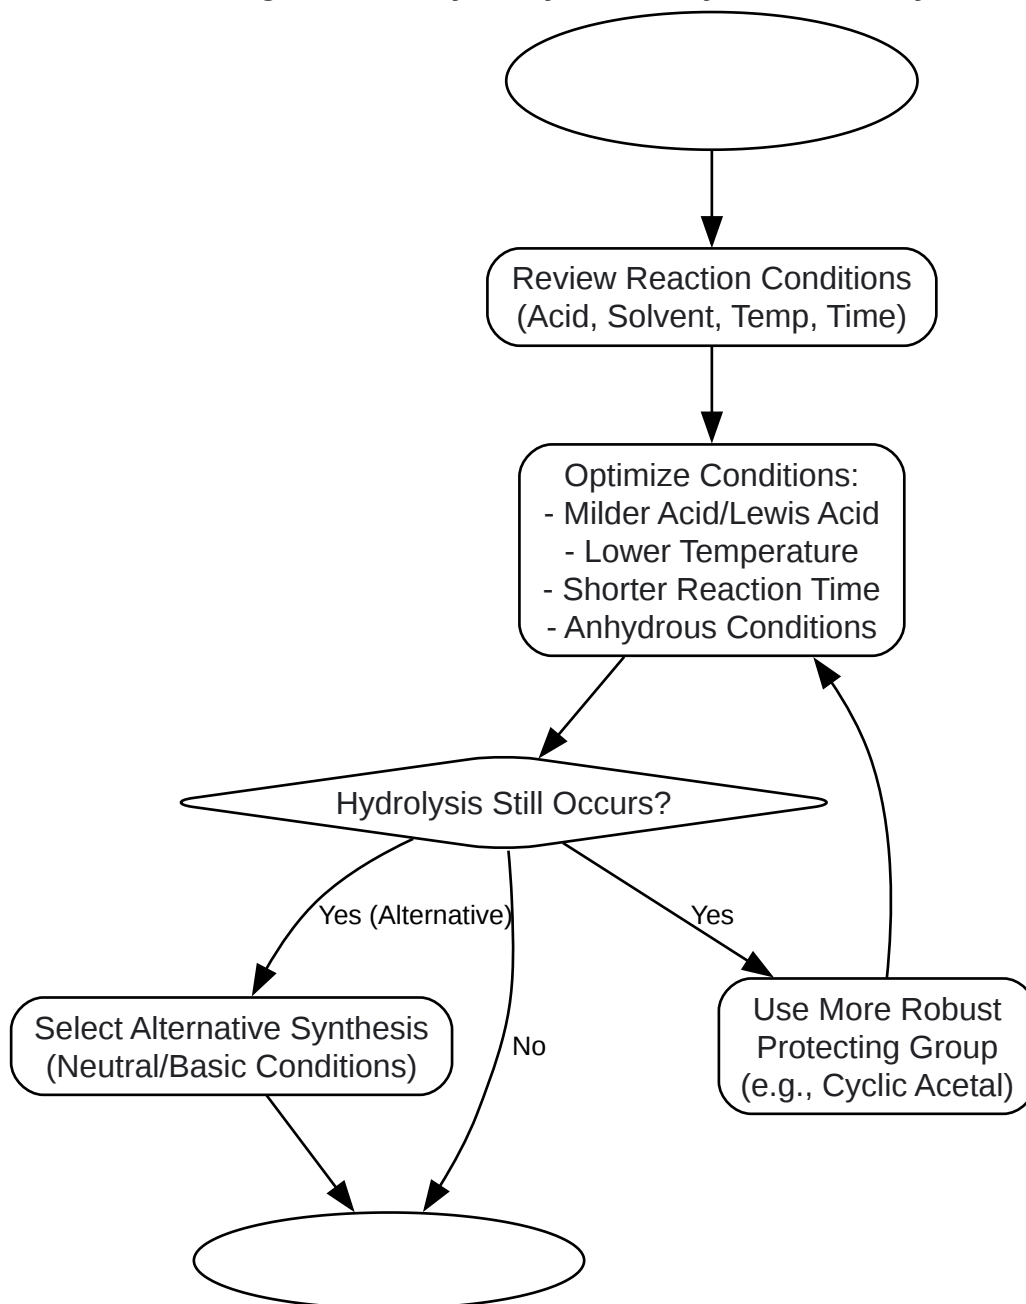 Review Reaction Conditions
(Acid, Solvent, Temp, Time)
Optimize Conditions:
- Milder Acid/Lewis Acid
- Lower Temperature
- Shorter Reaction Time
- Anhydrous Conditions
Hydrolysis Still Occurs?
Yes (Alternative)
Yes
Select Alternative Synthesis
(Neutral/Basic Conditions)
No
Use More Robust
Protecting Group
(e.g., Cyclic Acetal)